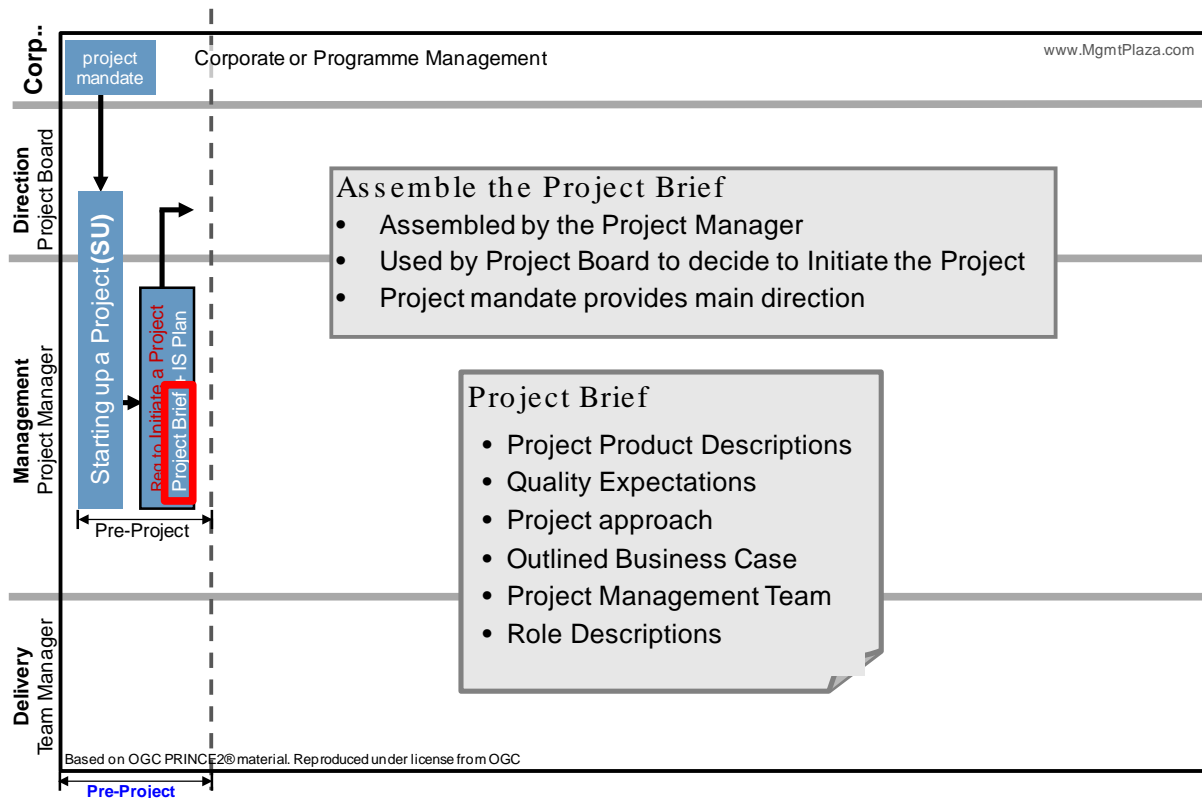 Corp..
project
mandate
Corporate or Programme Management
www.MgmtPlaza.com
Direction
Project Board
Starting up a Project (SU)
Assemble the Project Brief
• Assembled by the Project Manager
• Used by Project Board to decide to Initiate the Project
• Project mandate provides main direction
Management
Project Manager
Req to Initiate a Project
Project Brief + IS Plan
Pre-Project
Project Brief
• Project Product Descriptions
• Quality Expectations
• Project approach
• Outlined Business Case
• Project Management Team
• Role Descriptions
Delivery
Team Manager
Based on OGC PRINCE2® material. Reproduced under license from OGC
Pre-Project